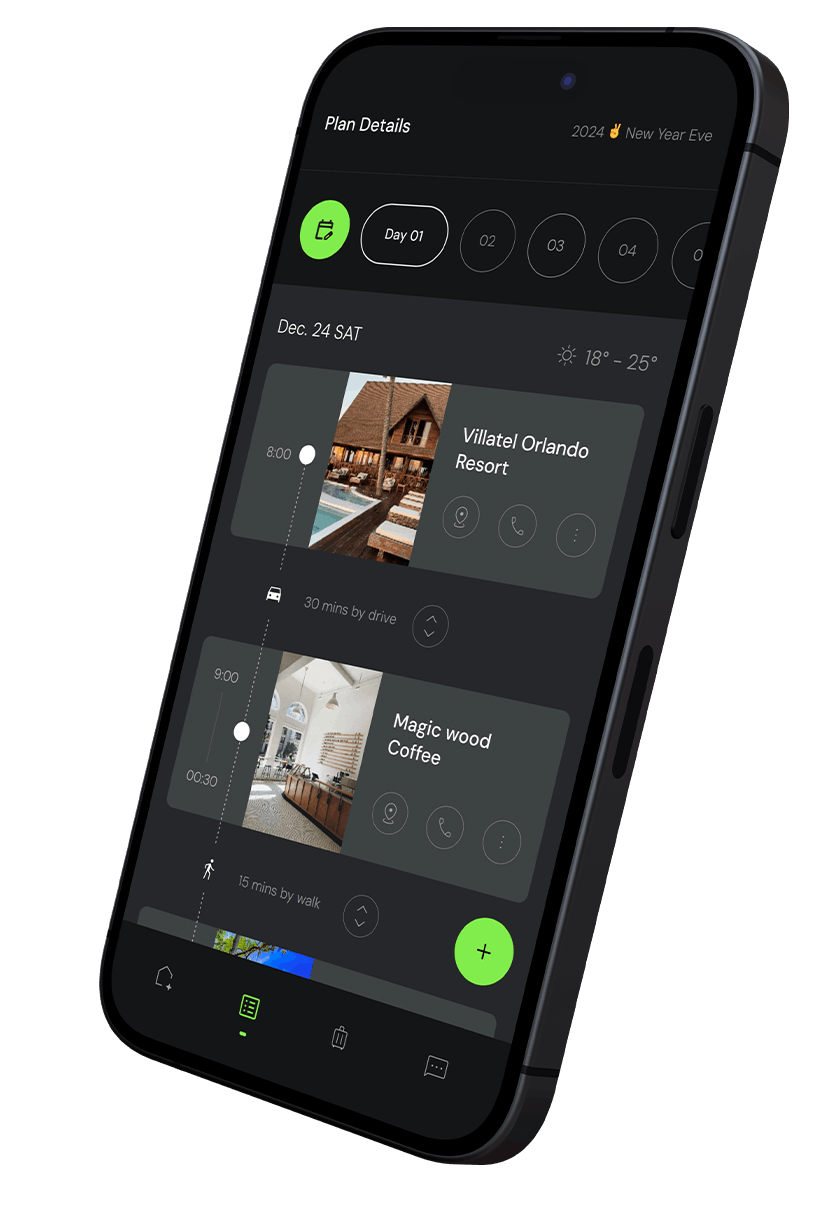 Plan Details
2024 ✌️ New Year Eve
Day 01
02
03
04
0
Dec. 24 SAT
18° - 25°
8:00
Villatel Orlando
Resort
30 mins by drive
9:00
00:30
Magic wood
Coffee
15 mins by walk